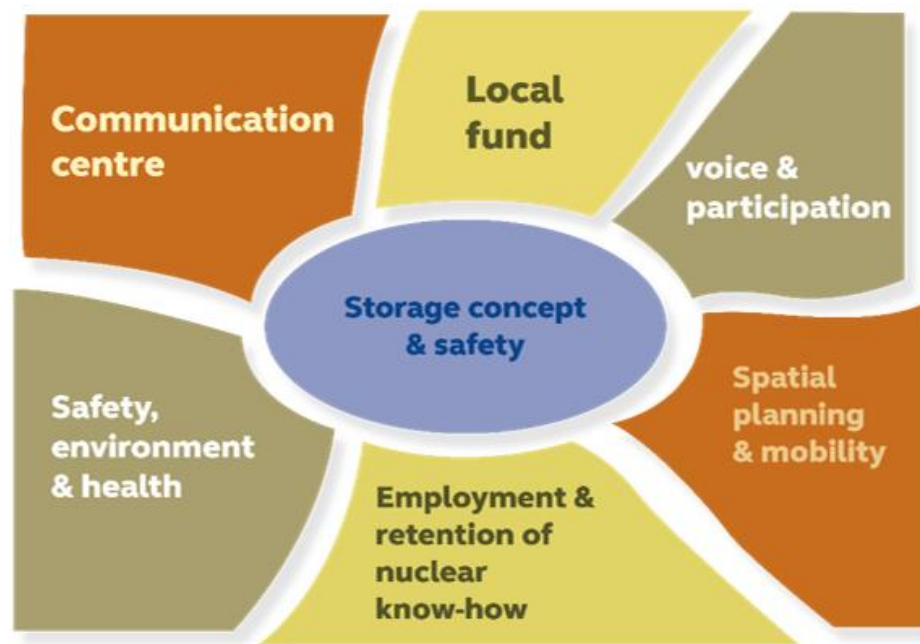 Communication
centre
Local
fund
voice &
participation
Storage concept
& safety
Safety,
environment
& health
Spatial
planning
& mobility
Employment &
retention of
nuclear
know-how